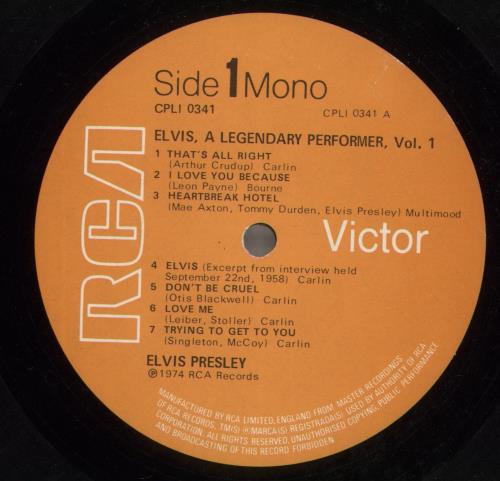 Side 1 Mono
CPLI 0341
CPLI 0341 A
ELVIS, A LEGENDARY PERFORMER, Vol. 1
1 THAT'S ALL RIGHT
(Arthur Crudup) Carlin
2 I LOVE YOU BECAUSE
(Leon Payne) Bourne
3 HEARTBREAK HOTEL
(Mae Axton, Tommy Durden, Elvis Presley) Multimood
RCA
Victor
4 ELVIS (Excerpt from interview held
September 22nd, 1958) Carlin
5 DON'T BE CRUEL
(Otis Blackwell) Carlin
6 LOVE ME
(Leiber, Stoller) Carlin
7 TRYING TO GET TO YOU
(Singleton, McCoy) Carlin
ELVIS PRESLEY
℗1974 RCA Records
MANUFACTURED BY RCA LIMITED, ENGLAND FROM MASTER RECORDINGS
OF RCA RECORDS. TM(S) ®MARCA(S) REGISTRADA(S) USED BY AUTHORITY OF RCA
CORPORATION. ALL RIGHTS RESERVED. UNAUTHORISED COPYING, PUBLIC PERFORMANCE
AND BROADCASTING OF THIS RECORD FORBIDDEN